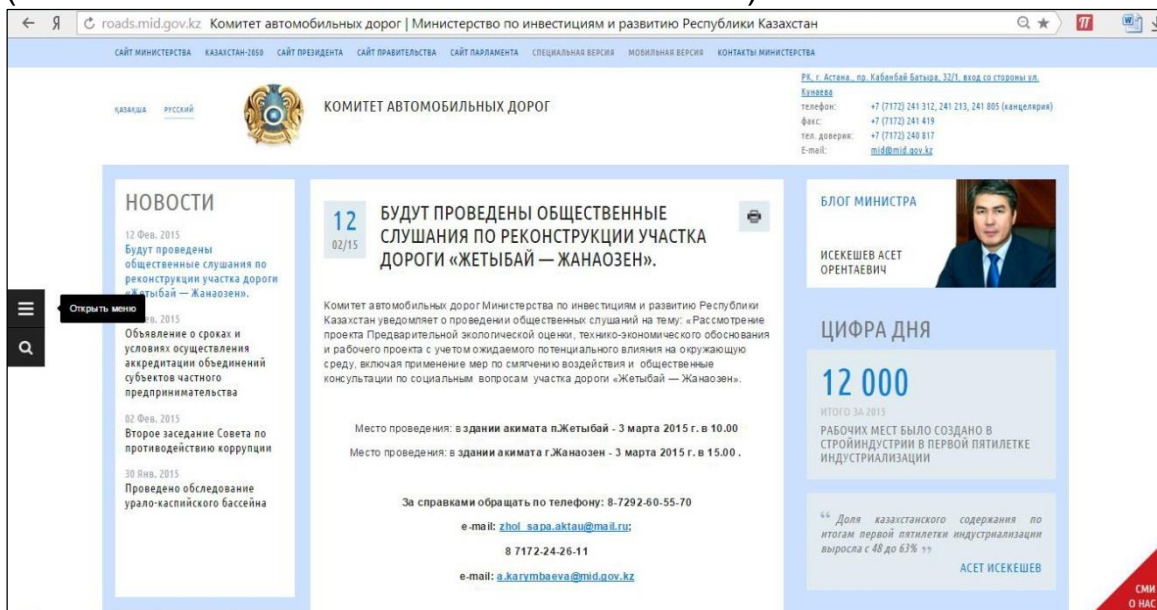 roads.mid.gov.kz Комитет автомобильных дорог | Министерство по инвестициям и развитию Республики Казахстан
САЙТ МИНИСТЕРСТВА КАЗАХСТАН-2050 САЙТ ПРЕЗИДЕНТА САЙТ ПРАВИТЕЛЬСТВА САЙТ ПАРЛАМЕНТА СПЕЦИАЛЬНАЯ ВЕРСИЯ МОБИЛЬНАЯ ВЕРСИЯ КОНТАКТЫ МИНИСТЕРСТВА
ҚАЗАҚША РУССКИЙ
КОМИТЕТ АВТОМОБИЛЬНЫХ ДОРОГ
РК, г. Астана., пр. Кабанбай Батыра, 32/1, вход со стороны ул.
Кунаева
телефон: +7 (7172) 241 312, 241 213, 241 805 (канцелярия)
факс: +7 (7172) 241 419
тел. доверия: +7 (7172) 240 817
E-mail: mid@mid.gov.kz
НОВОСТИ
12 Фев. 2015
Будут проведены
общественные слушания по
реконструкции участка дороги
«Жетыбай — Жанаозен».
Открыть меню
Фев. 2015
Объявление о сроках и
условиях осуществления
аккредитации объединений
субъектов частного
предпринимательства
02 Фев. 2015
Второе заседание Совета по
противодействию коррупции
30 Янв. 2015
Проведено обследование
урало-каспийского бассейна
12
02/15
БУДУТ ПРОВЕДЕНЫ ОБЩЕСТВЕННЫЕ
СЛУШАНИЯ ПО РЕКОНСТРУКЦИИ УЧАСТКА
ДОРОГИ «ЖЕТЫБАЙ — ЖАНАОЗЕН».
Комитет автомобильных дорог Министерства по инвестициям и развитию Республики
Казахстан уведомляет о проведении общественных слушаний на тему: «Рассмотрение
проекта Предварительной экологической оценки, технико-экономического обоснования
и рабочего проекта с учетом ожидаемого потенциального влияния на окружающую
среду, включая применение мер по смягчению воздействия и общественные
консультации по социальным вопросам участка дороги «Жетыбай — Жанаозен».
Место проведения: в здании акимата п.Жетыбай - 3 марта 2015 г. в 10.00
Место проведения: в здании акимата г.Жанаозен - 3 марта 2015 г. в 15.00 .
За справками обращать по телефону: 8-7292-60-55-70
e-mail: zhol_sapa.aktau@mail.ru;
8 7172-24-26-11
e-mail: a.karymbaeva@mid.gov.kz
БЛОГ МИНИСТРА
ИСЕКЕШЕВ АСЕТ
ОРЕНТАЕВИЧ
ЦИФРА ДНЯ
12 000
ИТОГО ЗА 2015
РАБОЧИХ МЕСТ БЫЛО СОЗДАНО В
СТРОЙИНДУСТРИИ В ПЕРВОЙ ПЯТИЛЕТКЕ
ИНДУСТРИАЛИЗАЦИИ
“ Доля казахстанского содержания по
итогам первой пятилетки индустриализации
выросла с 48 до 63% ”
АСЕТ ИСЕКЕШЕВ
СМИ
О НАС